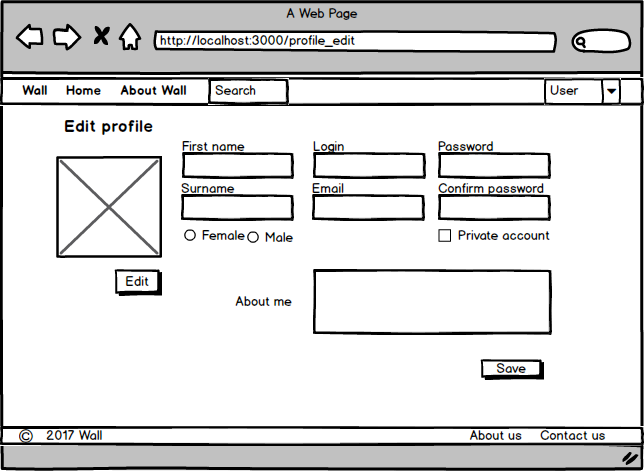 A Web Page
http://localhost:3000/profile_edit
Wall Home About Wall Search User
Edit profile
First name Login Password
Surname Email Confirm password
Female Male Private account
Edit
About me
Save
© 2017 Wall About us Contact us